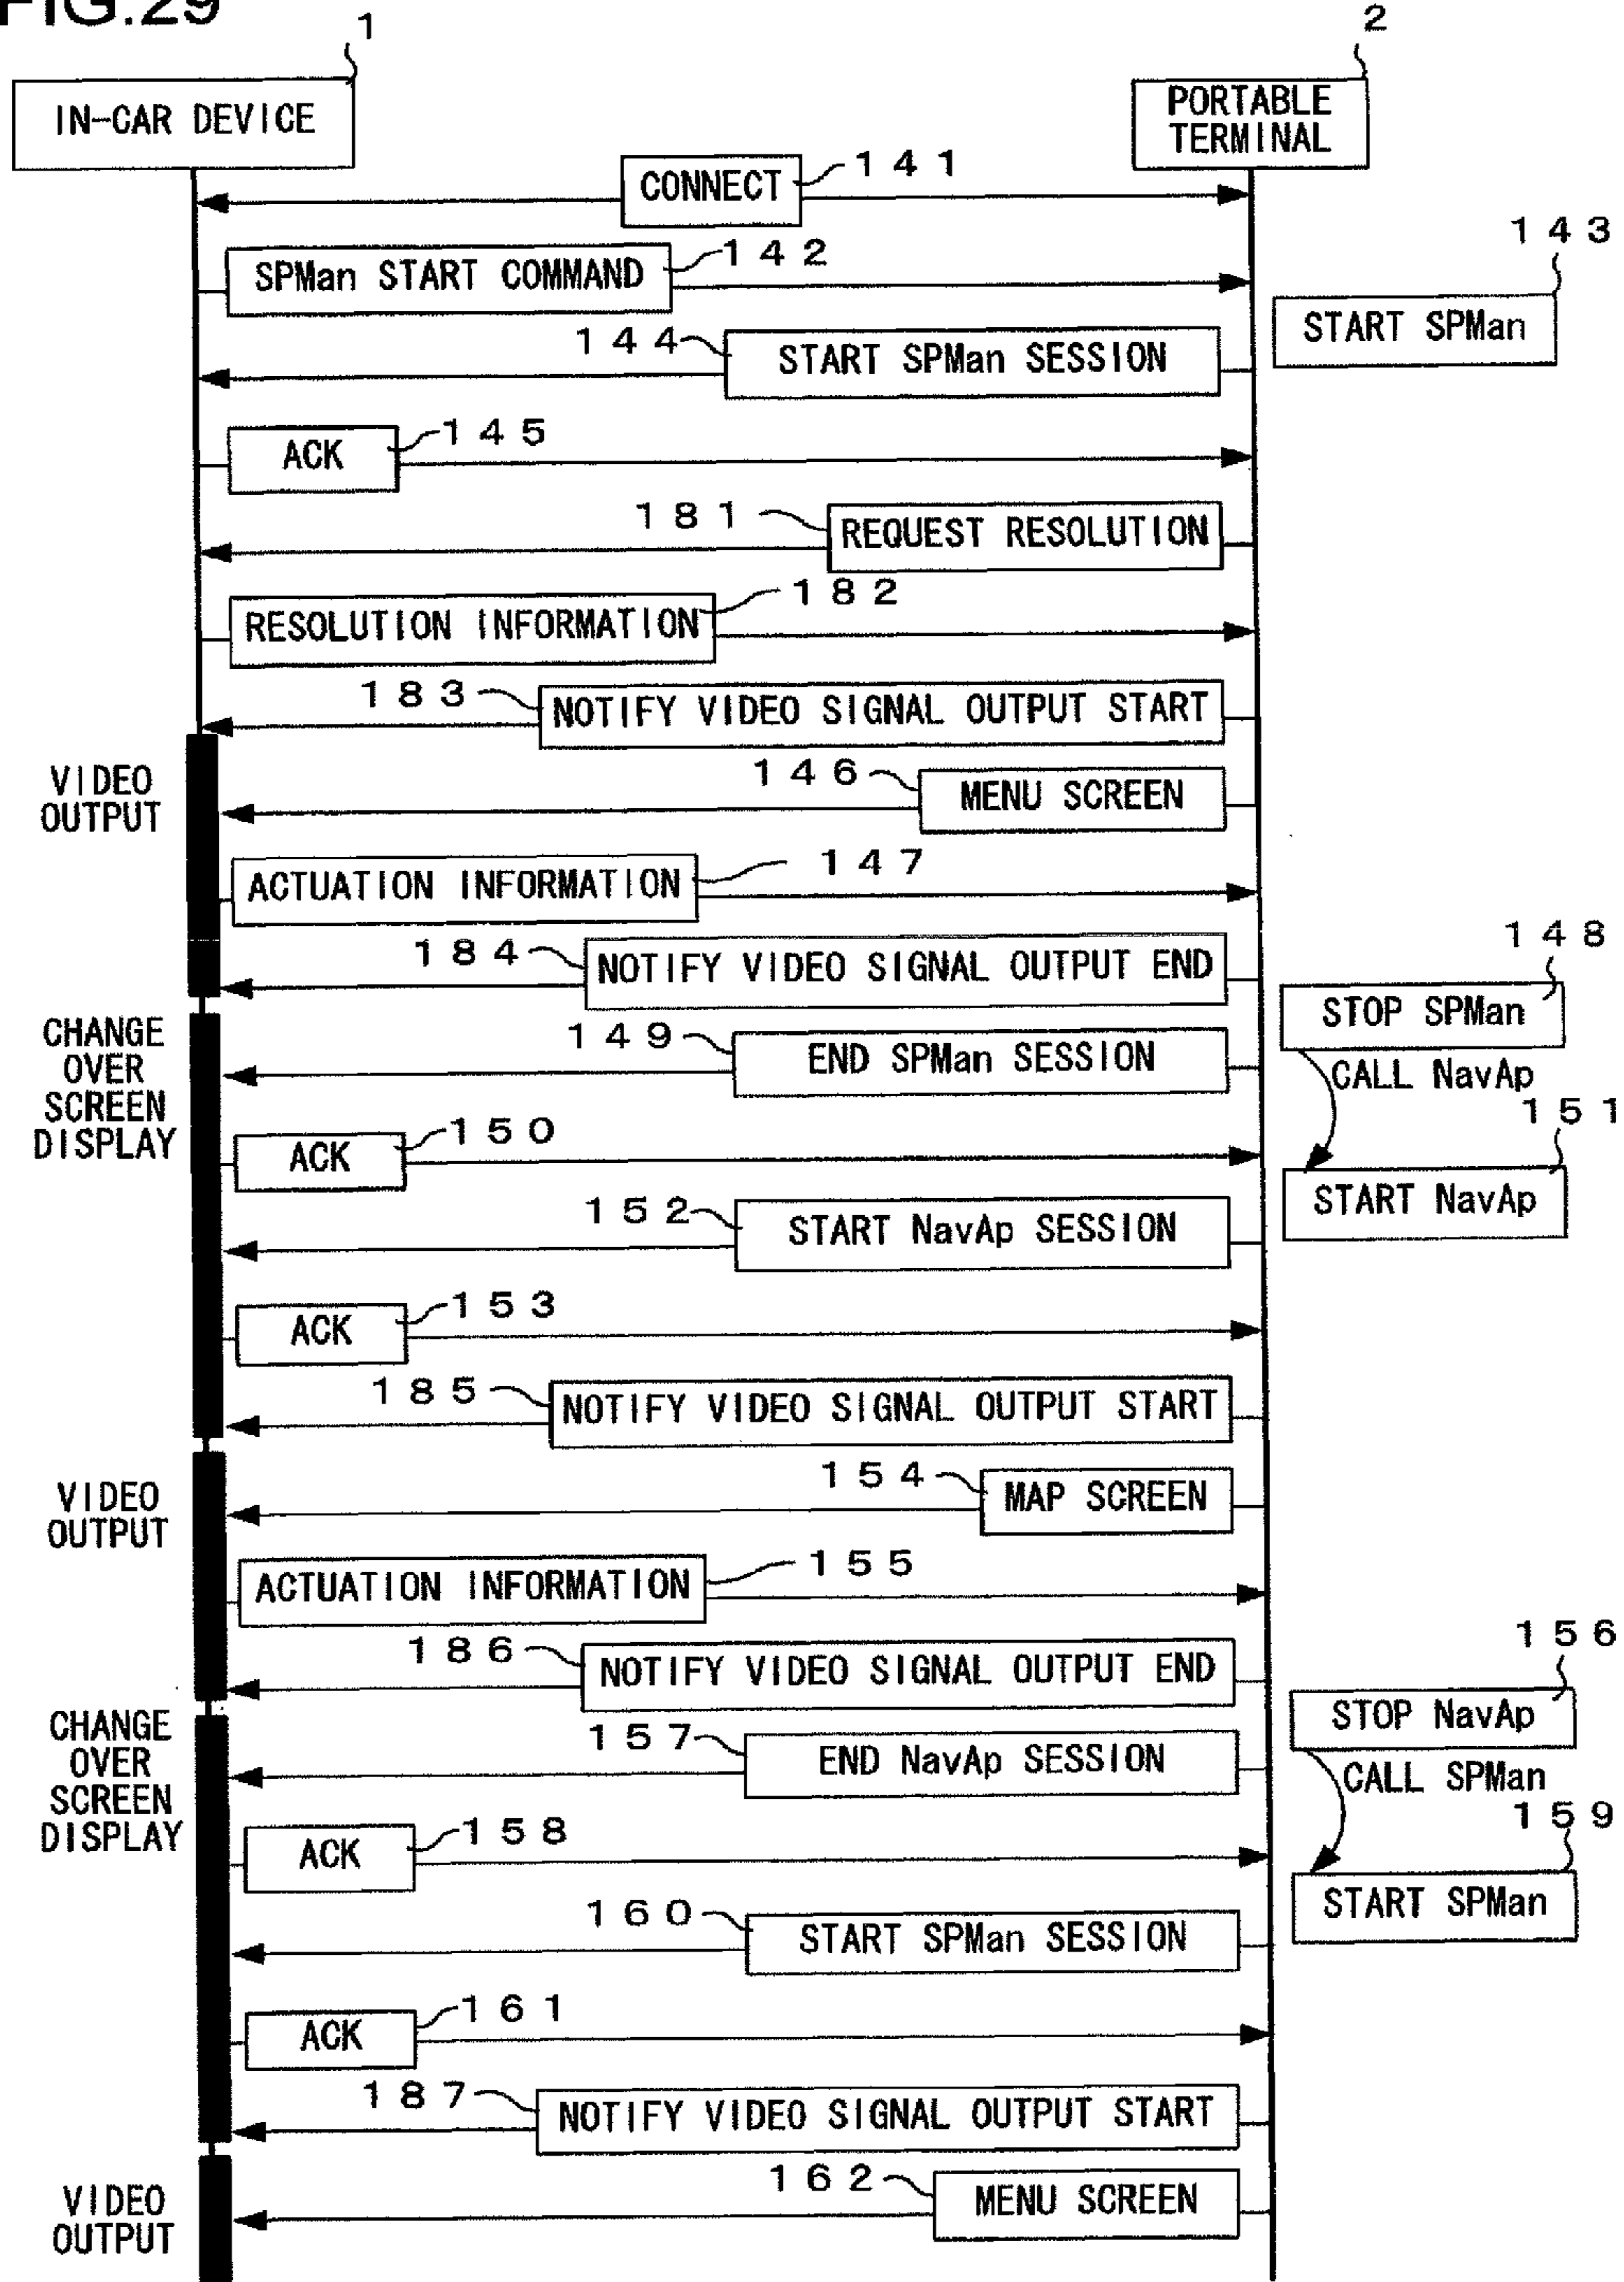 FIG.29
1
2
IN-CAR DEVICE
PORTABLE
TERMINAL
CONNECT
141
SPMan START COMMAND
142
143
START SPMan
144
START SPMan SESSION
ACK
145
181
REQUEST RESOLUTION
RESOLUTION INFORMATION
182
183
NOTIFY VIDEO SIGNAL OUTPUT START
VIDEO
OUTPUT
146
MENU SCREEN
ACTUATION INFORMATION
147
184
NOTIFY VIDEO SIGNAL OUTPUT END
148
STOP SPMan
CHANGE
OVER
SCREEN
DISPLAY
149
END SPMan SESSION
CALL NavAp
ACK
150
151
START NavAp
152
START NavAp SESSION
ACK
153
185
NOTIFY VIDEO SIGNAL OUTPUT START
VIDEO
OUTPUT
154
MAP SCREEN
ACTUATION INFORMATION
155
186
NOTIFY VIDEO SIGNAL OUTPUT END
156
STOP NavAp
CHANGE
OVER
SCREEN
DISPLAY
157
END NavAp SESSION
CALL SPMan
ACK
158
159
START SPMan
160
START SPMan SESSION
ACK
161
187
NOTIFY VIDEO SIGNAL OUTPUT START
VIDEO
OUTPUT
162
MENU SCREEN